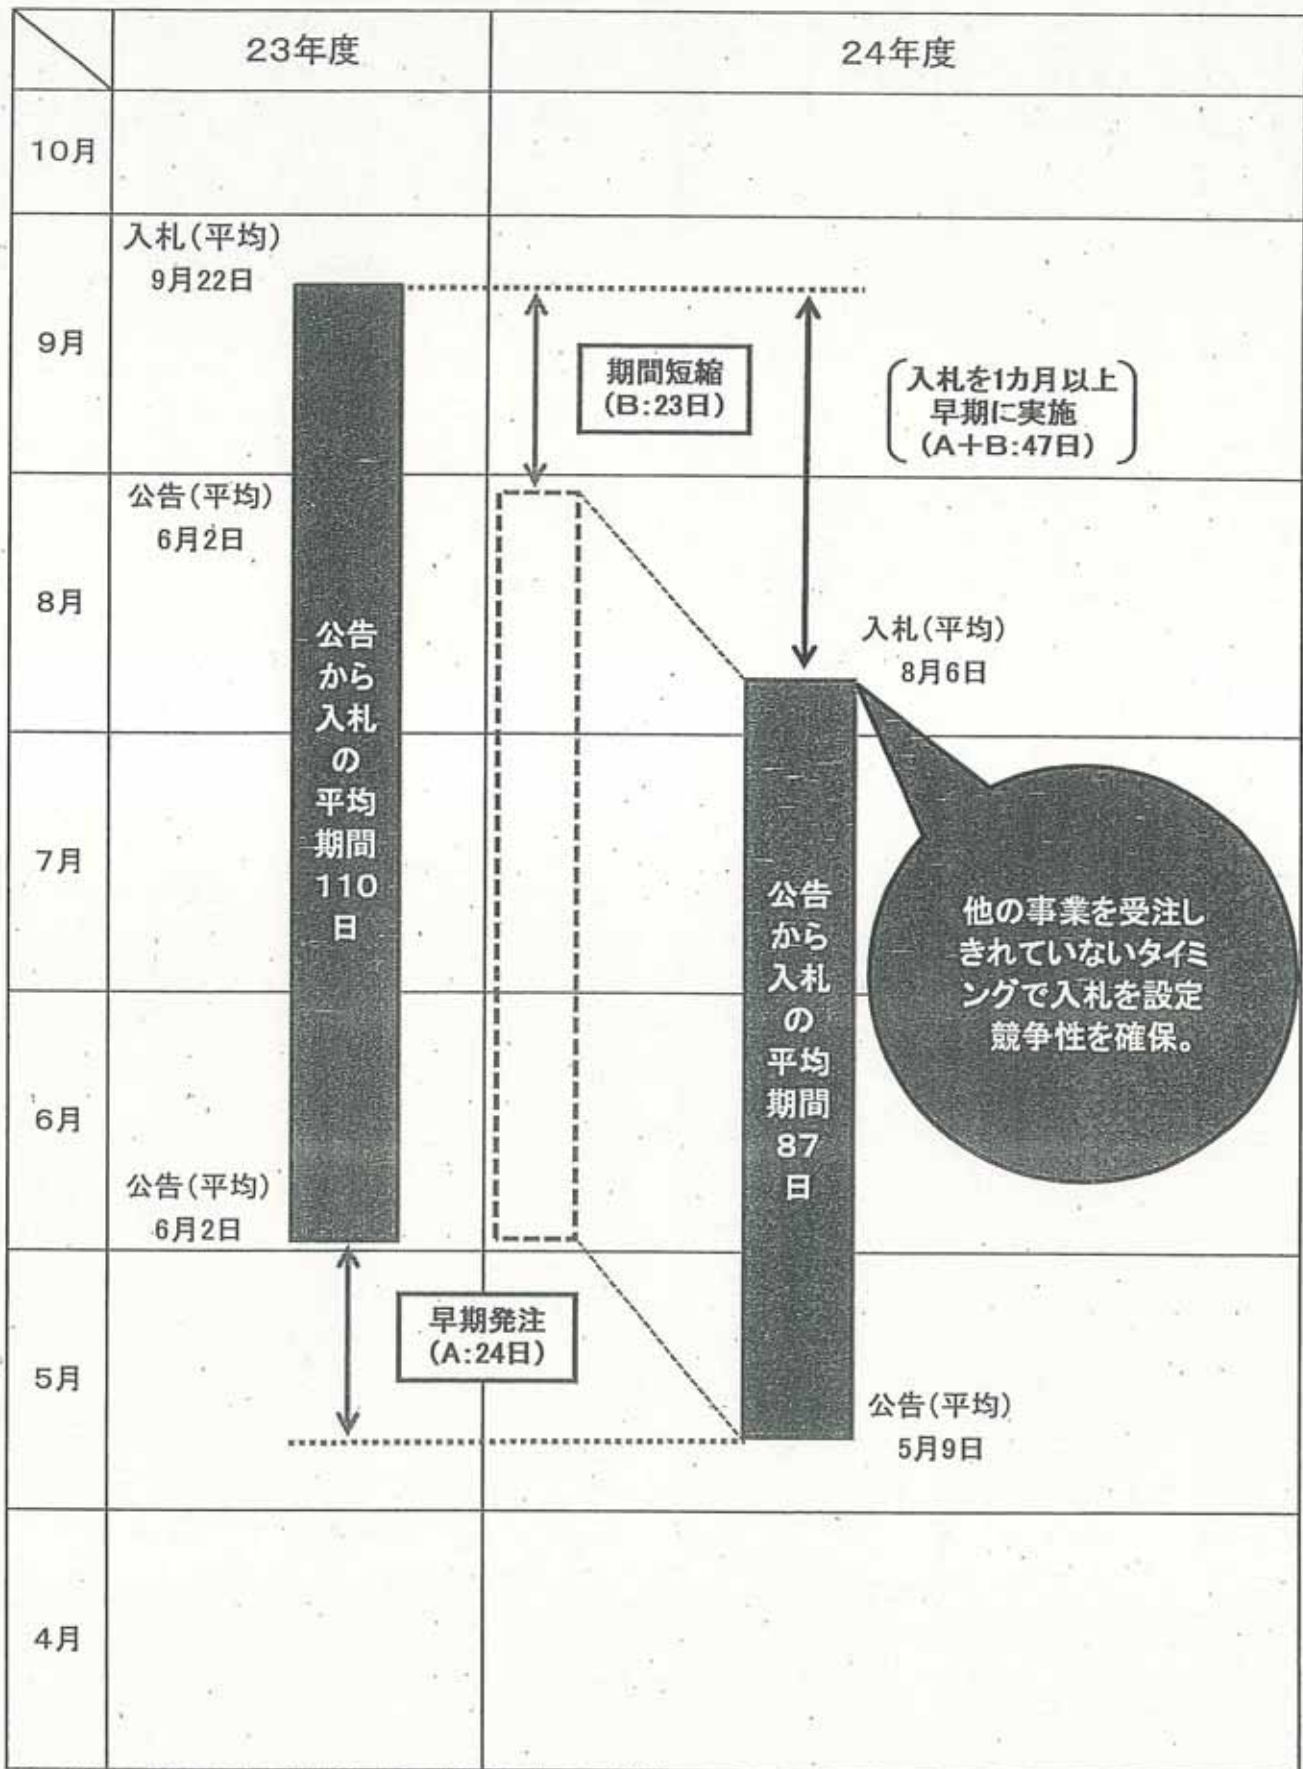 23年度
24年度
10月
9月
8月
7月
6月
5月
4月
入札(平均)
9月22日
公告(平均)
6月2日
公告
から
入札
の
平均
期間
110
日
公告(平均)
6月2日
早期発注
(A:24日)
期間短縮
(B:23日)
入札を1カ月以上
早期に実施
(A+B:47日)
入札(平均)
8月6日
公告
から
入札
の
平均
期間
87
日
他の事業を受注し
きれていないタイミ
ングで入札を設定
競争性を確保。
公告(平均)
5月9日